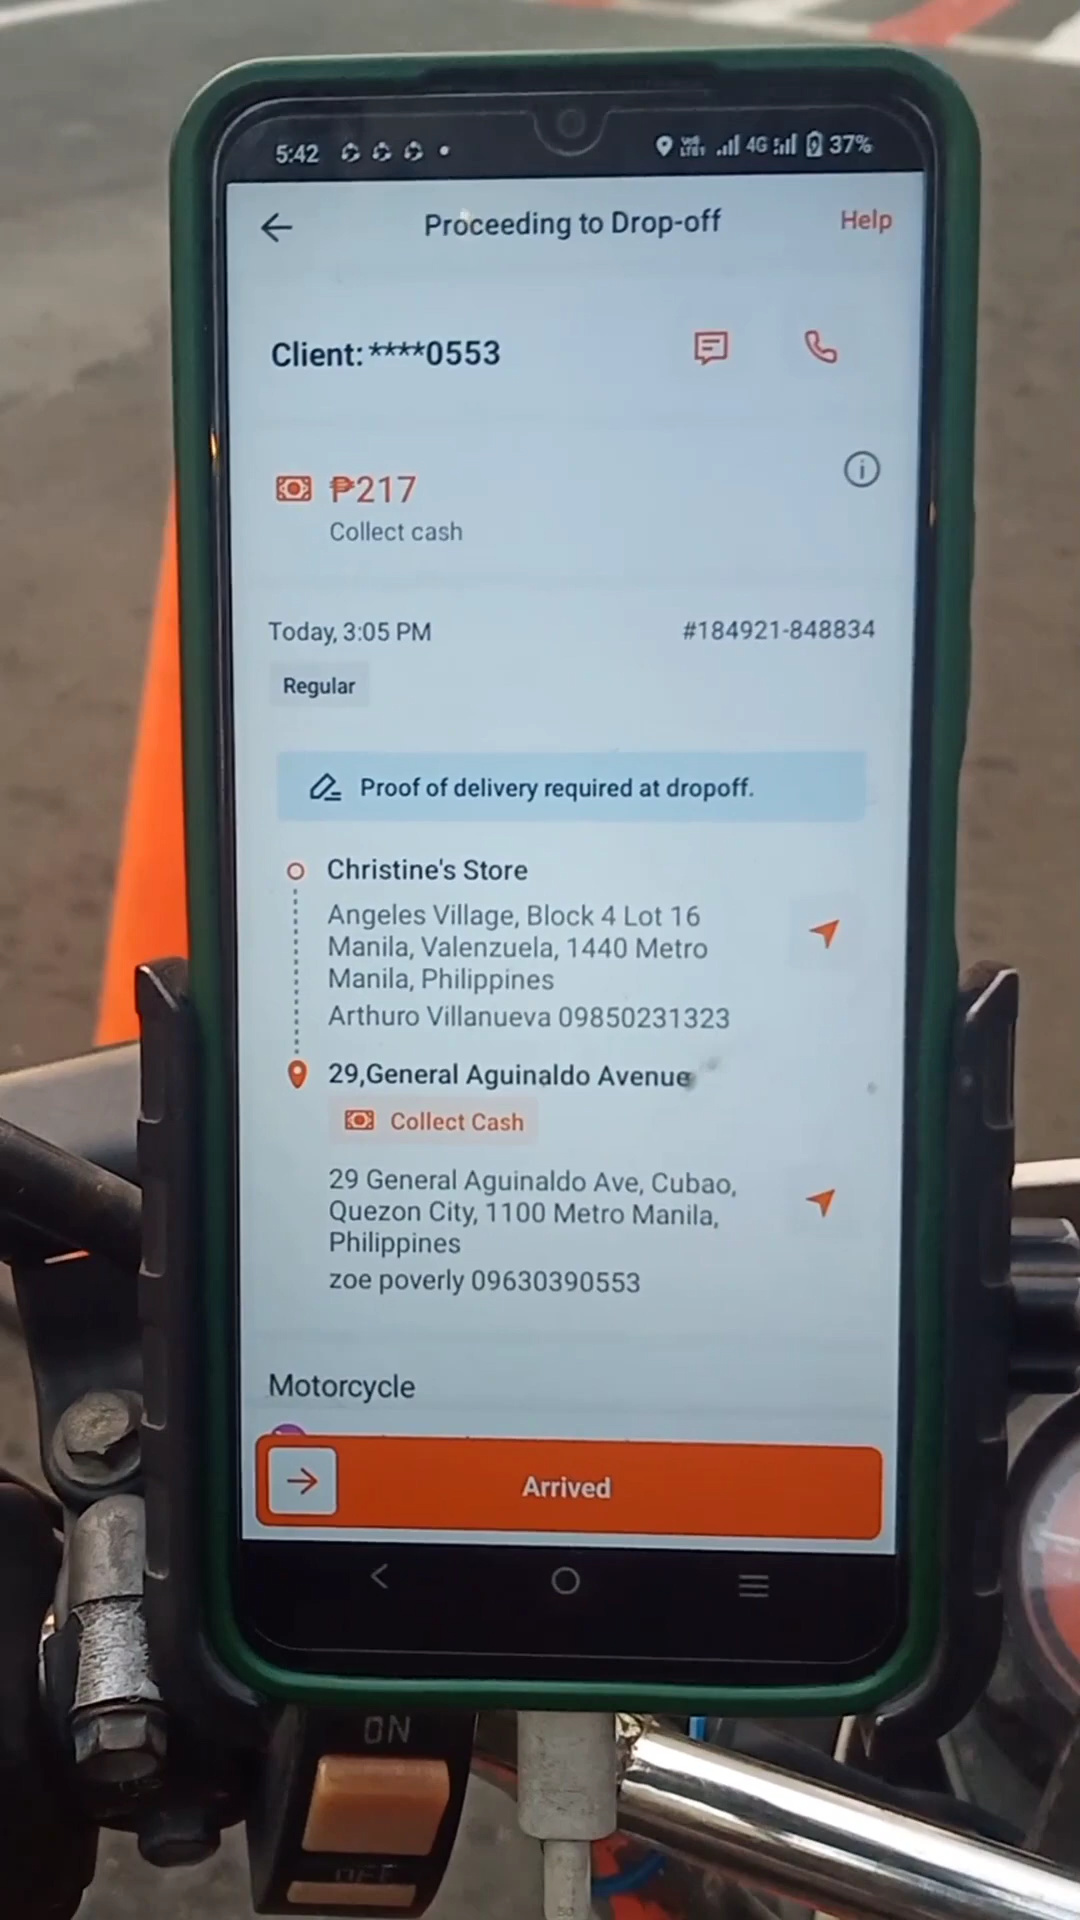 5:42 4G 37%
Proceeding to Drop-off Help
Client: ****0553
₱217
Collect cash
Today, 3:05 PM #184921-848834
Regular
Proof of delivery required at dropoff.
Christine's Store
Angeles Village, Block 4 Lot 16
Manila, Valenzuela, 1440 Metro
Manila, Philippines
Arthuro Villanueva 09850231323
29,General Aguinaldo Avenue
Collect Cash
29 General Aguinaldo Ave, Cubao,
Quezon City, 1100 Metro Manila,
Philippines
zoe poverly 09630390553
Motorcycle
Arrived
ON
OFF